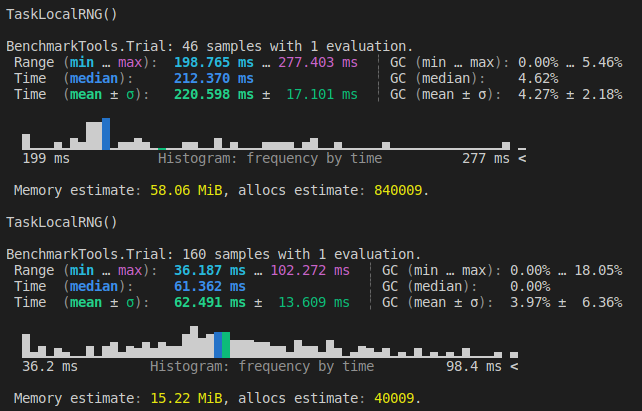 TaskLocalRNG()
BenchmarkTools.Trial: 46 samples with 1 evaluation.
Range (min … max): 198.765 ms … 277.403 ms ┊ GC (min … max): 0.00% … 5.46%
Time (median): 212.370 ms ┊ GC (median): 4.62%
Time (mean ± σ): 220.598 ms ± 17.101 ms ┊ GC (mean ± σ): 4.27% ± 2.18%
199 ms Histogram: frequency by time 277 ms <
Memory estimate: 58.06 MiB, allocs estimate: 840009.
TaskLocalRNG()
BenchmarkTools.Trial: 160 samples with 1 evaluation.
Range (min … max): 36.187 ms … 102.272 ms ┊ GC (min … max): 0.00% … 18.05%
Time (median): 61.362 ms ┊ GC (median): 0.00%
Time (mean ± σ): 62.491 ms ± 13.609 ms ┊ GC (mean ± σ): 3.97% ± 6.36%
36.2 ms Histogram: frequency by time 98.4 ms <
Memory estimate: 15.22 MiB, allocs estimate: 40009.